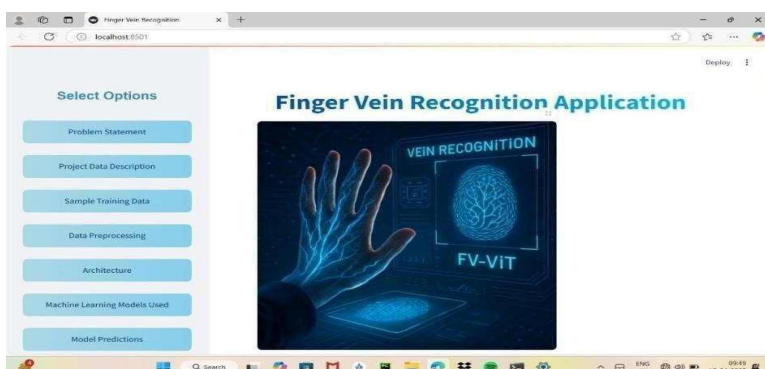 Finger Vein Recognition
localhost:8501
Deploy
Select Options
Finger Vein Recognition Application
Problem Statement
Project Data Description
Sample Training Data
Data Preprocessing
Architecture
Machine Learning Models Used
Model Predictions
VEIN RECOGNITION
FV-ViT
Search
ENG
09:49